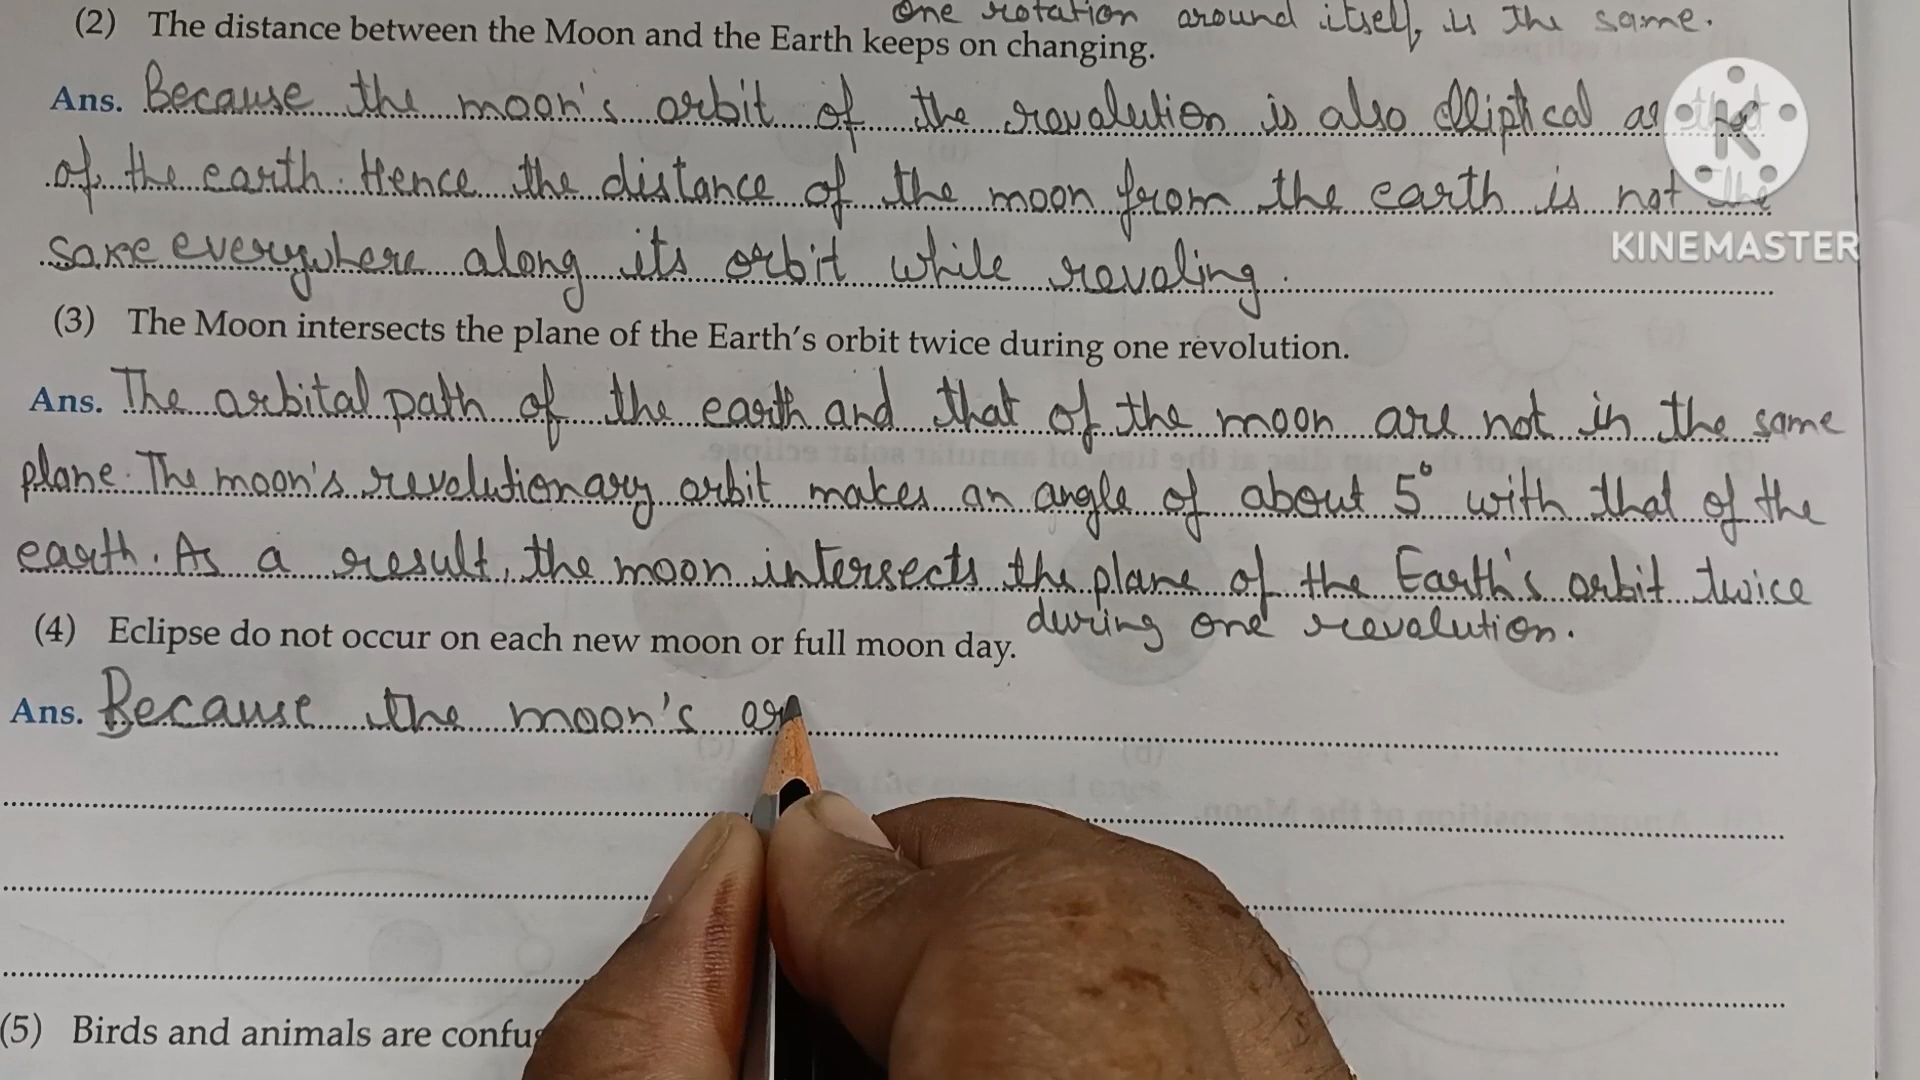 one rotation around itself, is the same.
(2) The distance between the Moon and the Earth keeps on changing.
Ans. Because the moon's orbit of the rovalution is also elliptical as that
of the earth. Hence the distance of the moon from the earth is not the
same everywhere along its orbit while revoling.
KINEMASTER
(3) The Moon intersects the plane of the Earth's orbit twice during one revolution.
Ans. The orbital path of the earth and that of the moon are not in the same
plane. The moon's revolutionary orbit makes an angle of about 5° with that of the
earth. As a result, the moon intersects the plane of the Earth's orbit twice
during one revolution.
(4) Eclipse do not occur on each new moon or full moon day.
Ans. Because the moon's or
(5) Birds and animals are confu